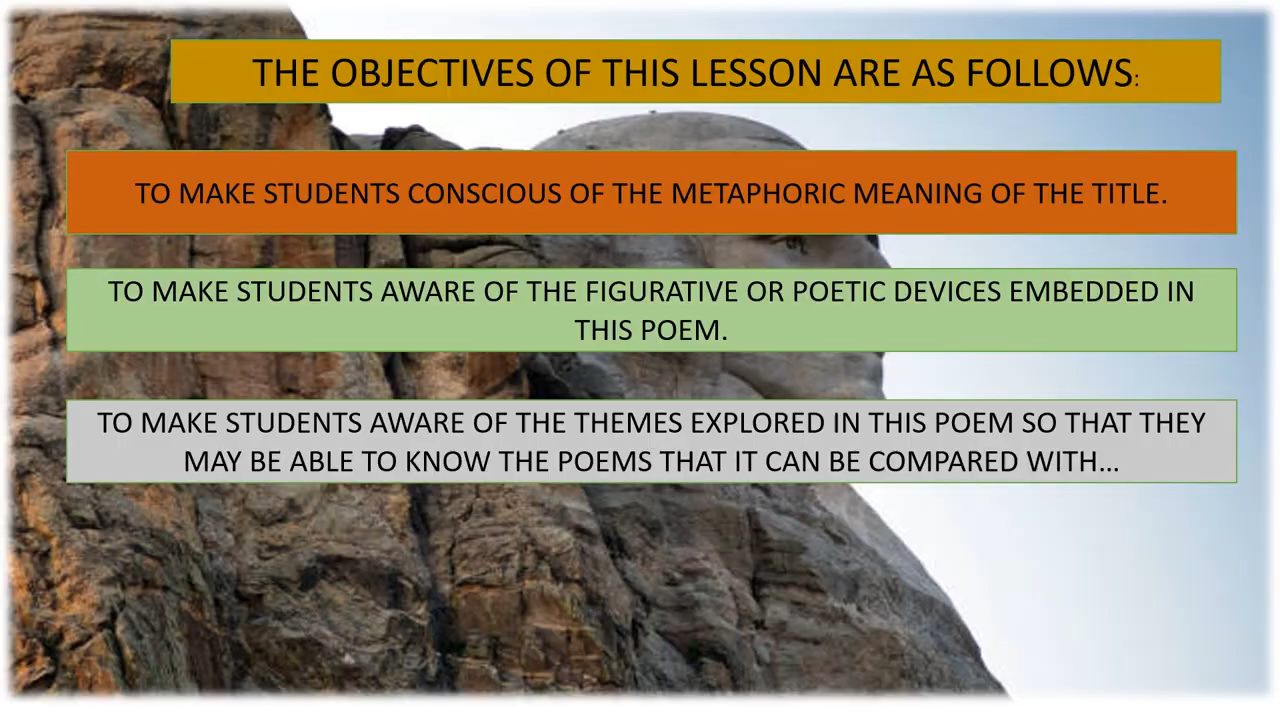 THE OBJECTIVES OF THIS LESSON ARE AS FOLLOWS:
TO MAKE STUDENTS CONSCIOUS OF THE METAPHORIC MEANING OF THE TITLE.
TO MAKE STUDENTS AWARE OF THE FIGURATIVE OR POETIC DEVICES EMBEDDED IN
THIS POEM.
TO MAKE STUDENTS AWARE OF THE THEMES EXPLORED IN THIS POEM SO THAT THEY
MAY BE ABLE TO KNOW THE POEMS THAT IT CAN BE COMPARED WITH...